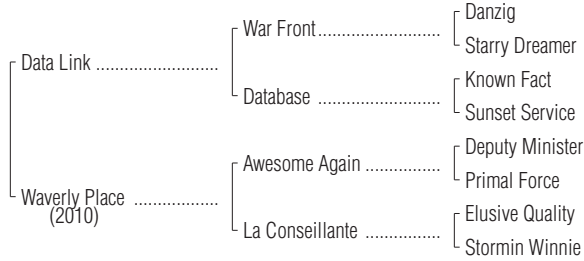 Danzig
War Front..............................
Starry Dreamer
Data Link ..............................
Known Fact
Database ..............................
Sunset Service
Deputy Minister
Awesome Again ...................
Primal Force
Waverly Place .....................
(2010)
Elusive Quality
La Conseillante ...................
Stormin Winnie